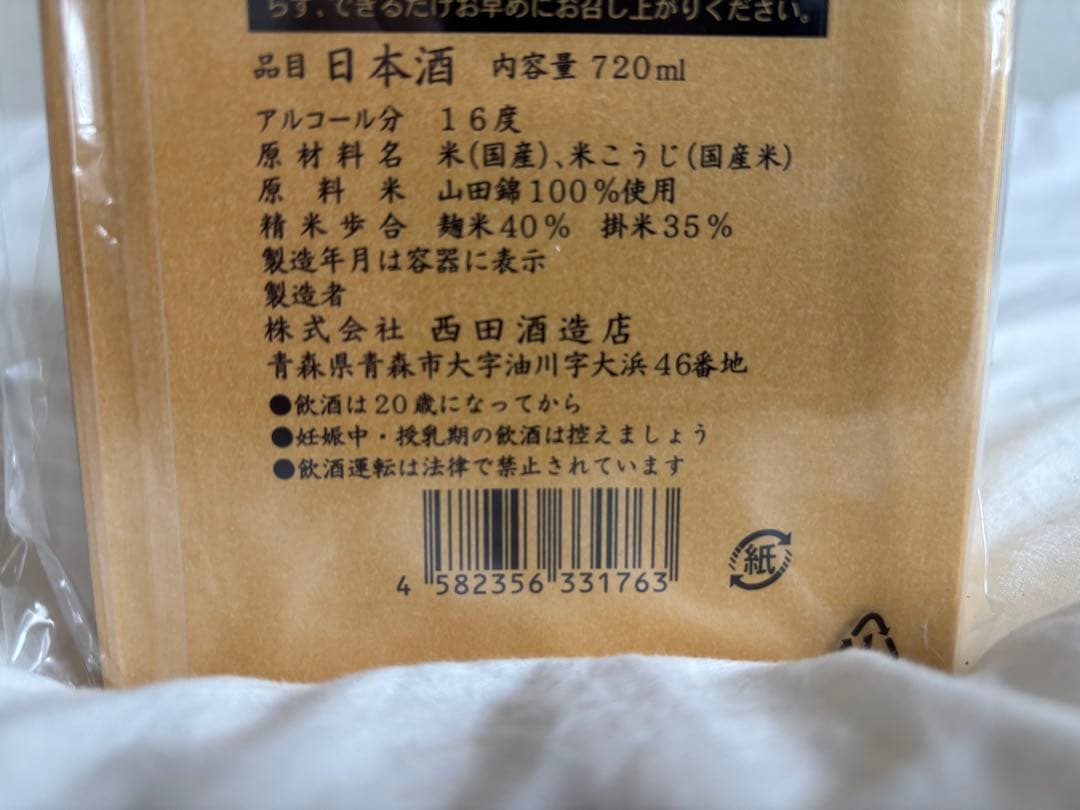 らず、できるだけお早めにお召し上がりください。
品目 日本酒 内容量 720ml
アルコール分 16度
原材料名 米(国産)、米こうじ(国産米)
原料米 山田錦100%使用
精米歩合 麹米40% 掛米35%
製造年月は容器に表示
製造者
株式会社 西田酒造店
青森県青森市大字油川字大浜46番地
●飲酒は20歳になってから
●妊娠中・授乳期の飲酒は控えましょう
●飲酒運転は法律で禁止されています
4 582356 331763
紙